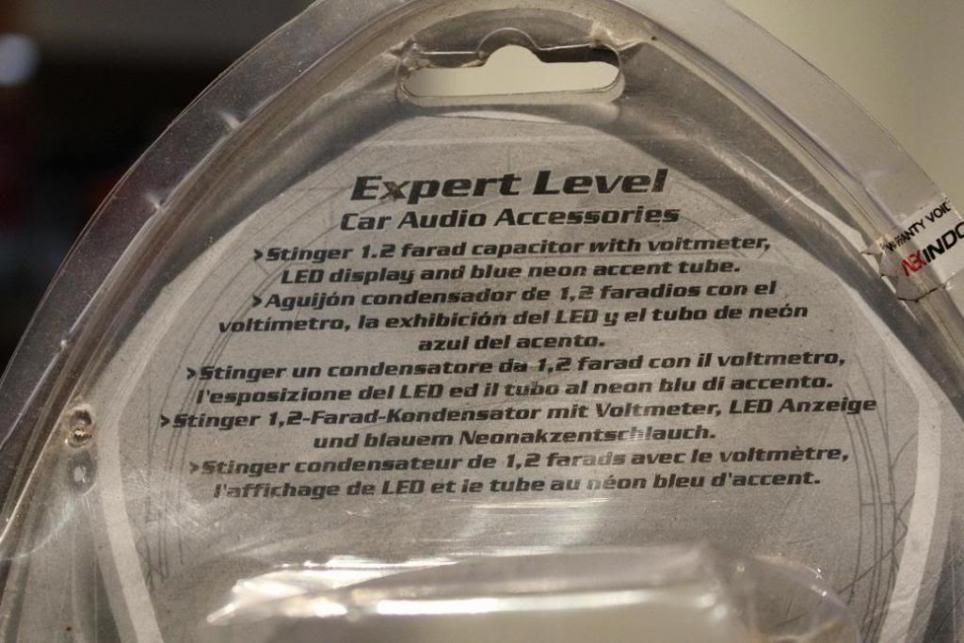 Expert Level
Car Audio Accessories
>Stinger 1.2 farad capacitor with voltmeter,
LED display and blue neon accent tube.
>Aguijón condensador de 1,2 faradios con el
voltímetro, la exhibición del LED y el tubo de neón
azul del acento.
>Stinger un condensatore da 1,2 farad con il voltmetro,
l'esposizione del LED ed il tubo al neon blu di accento.
>Stinger 1,2-Farad-Kondensator mit Voltmeter, LED Anzeige
und blauem Neonakzentschlauch.
>Stinger condensateur de 1,2 farads avec le voltmètre,
l'affichage de LED et le tube au néon bleu d'accent.